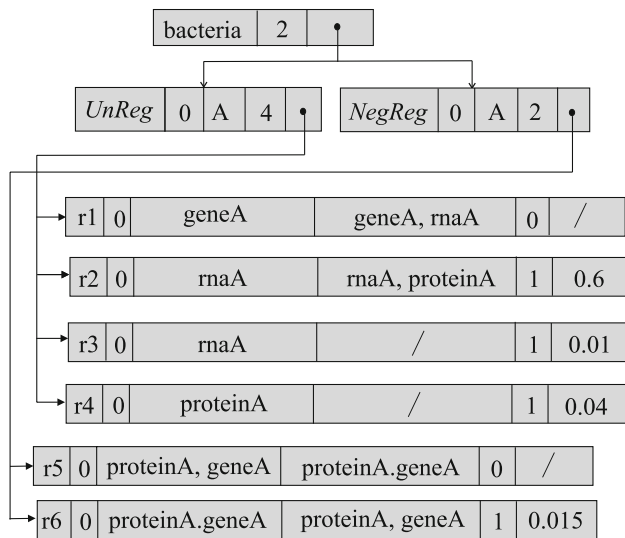 bacteria 2
UnReg 0 A 4 NegReg 0 A 2
r1 0 geneA geneA, rnaA 0 /
r2 0 rnaA rnaA, proteinA 1 0.6
r3 0 rnaA / 1 0.01
r4 0 proteinA / 1 0.04
r5 0 proteinA, geneA proteinA.geneA 0 /
r6 0 proteinA.geneA proteinA, geneA 1 0.015